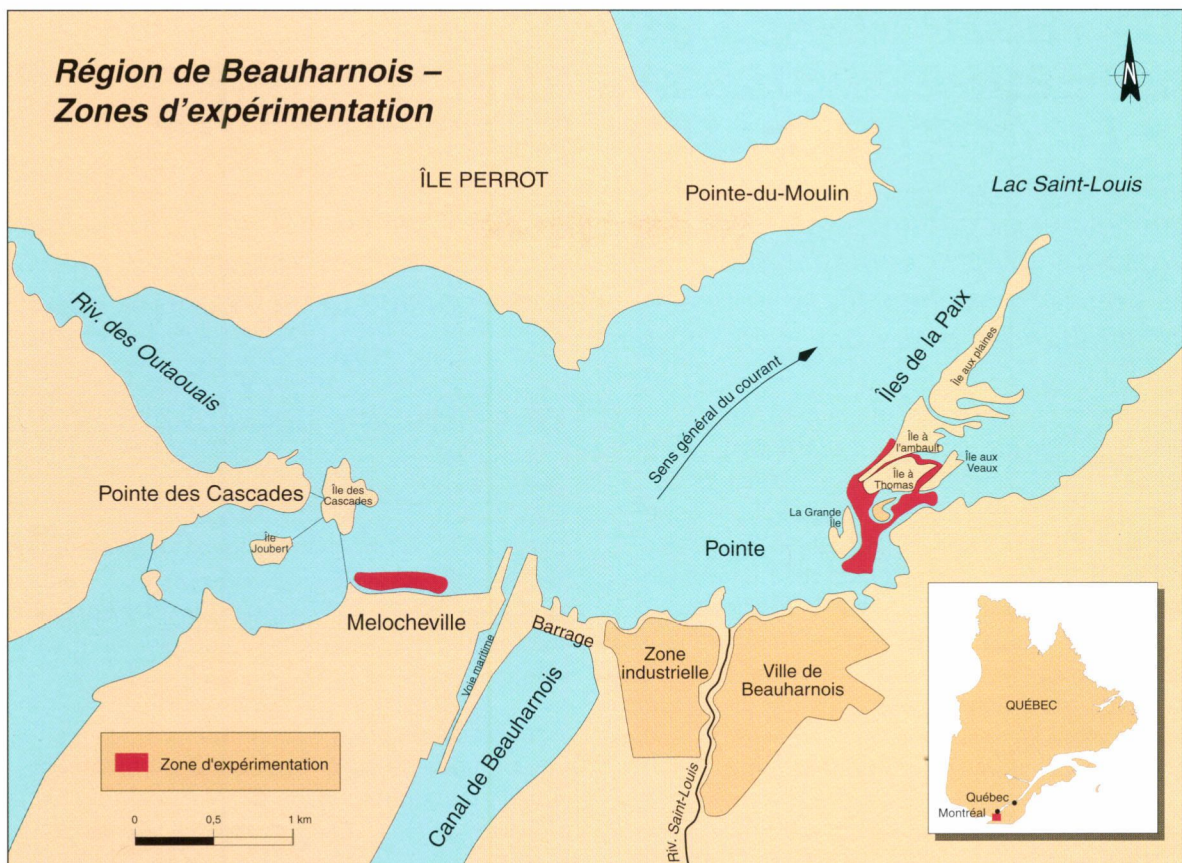 Région de Beauharnois –
Zones d'expérimentation
N
ÎLE PERROT
Pointe-du-Moulin
Lac Saint-Louis
Riv. des Outaouais
Sens général du courant
Îles de la Paix
Île aux plaines
Île à
l'ambault
Île aux
Veaux
Île à
Thomas
La Grande
Île
Pointe des Cascades
Île des
Cascades
Île
Joubert
Pointe
Melocheville
Voie maritime
Barrage
Canal de Beauharnois
Zone
industrielle
Riv. Saint-Louis
Ville de
Beauharnois
Zone d'expérimentation
0 0,5 1 km
QUÉBEC
Québec
Montréal